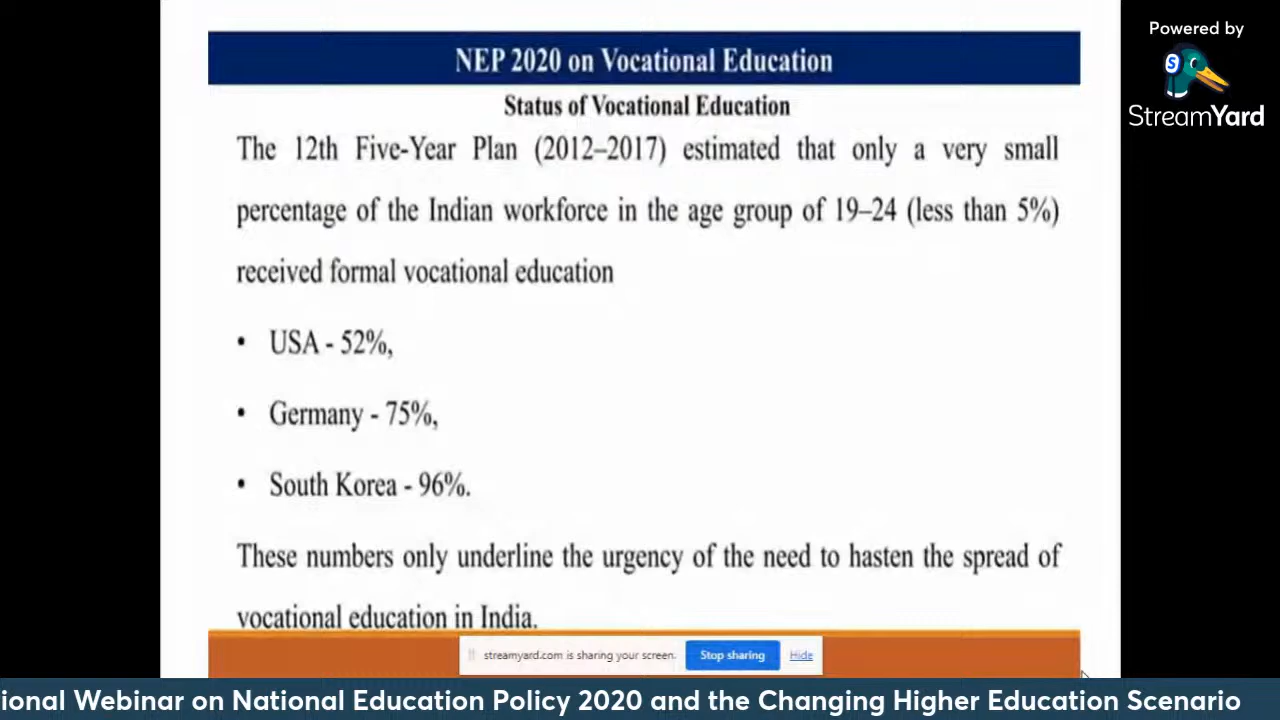 Powered by
StreamYard
NEP 2020 on Vocational Education
Status of Vocational Education
The 12th Five-Year Plan (2012–2017) estimated that only a very small
percentage of the Indian workforce in the age group of 19–24 (less than 5%)
received formal vocational education
• USA - 52%,
• Germany - 75%,
• South Korea - 96%.
These numbers only underline the urgency of the need to hasten the spread of
vocational education in India.
streamyard.com is sharing your screen. Stop sharing Hide
ional Webinar on National Education Policy 2020 and the Changing Higher Education Scenario